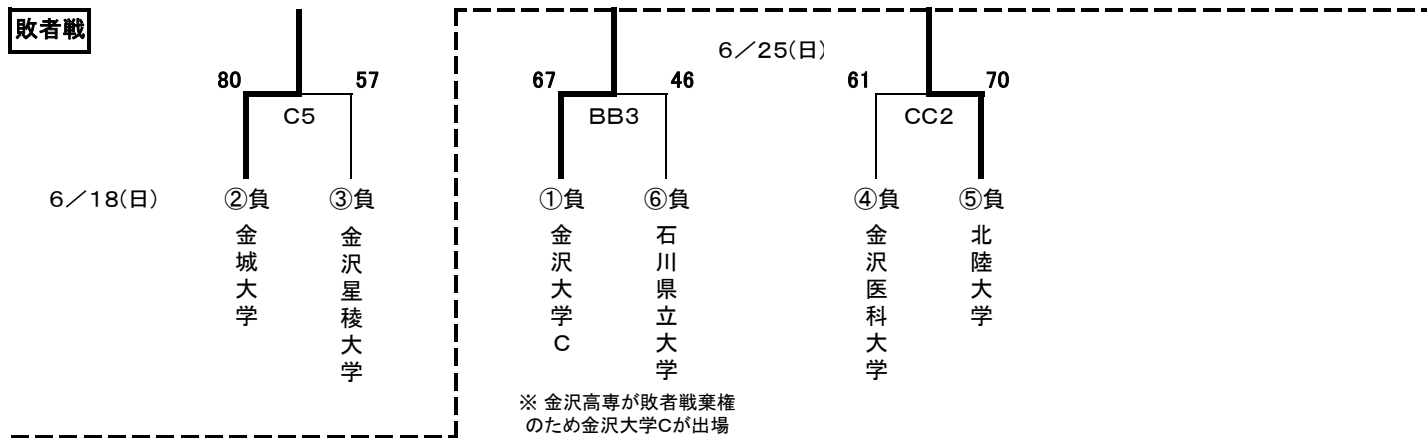 敗者戦
6／25(日)
80 57 67 46 61 70
C5 BB3 CC2
6／18(日) ②負 ③負 ①負 ⑥負 ④負 ⑤負
金城大学
金沢星稜大学
金沢大学C
石川県立大学
金沢医科大学
北陸大学
※ 金沢高専が敗者戦棄権
のため金沢大学Cが出場